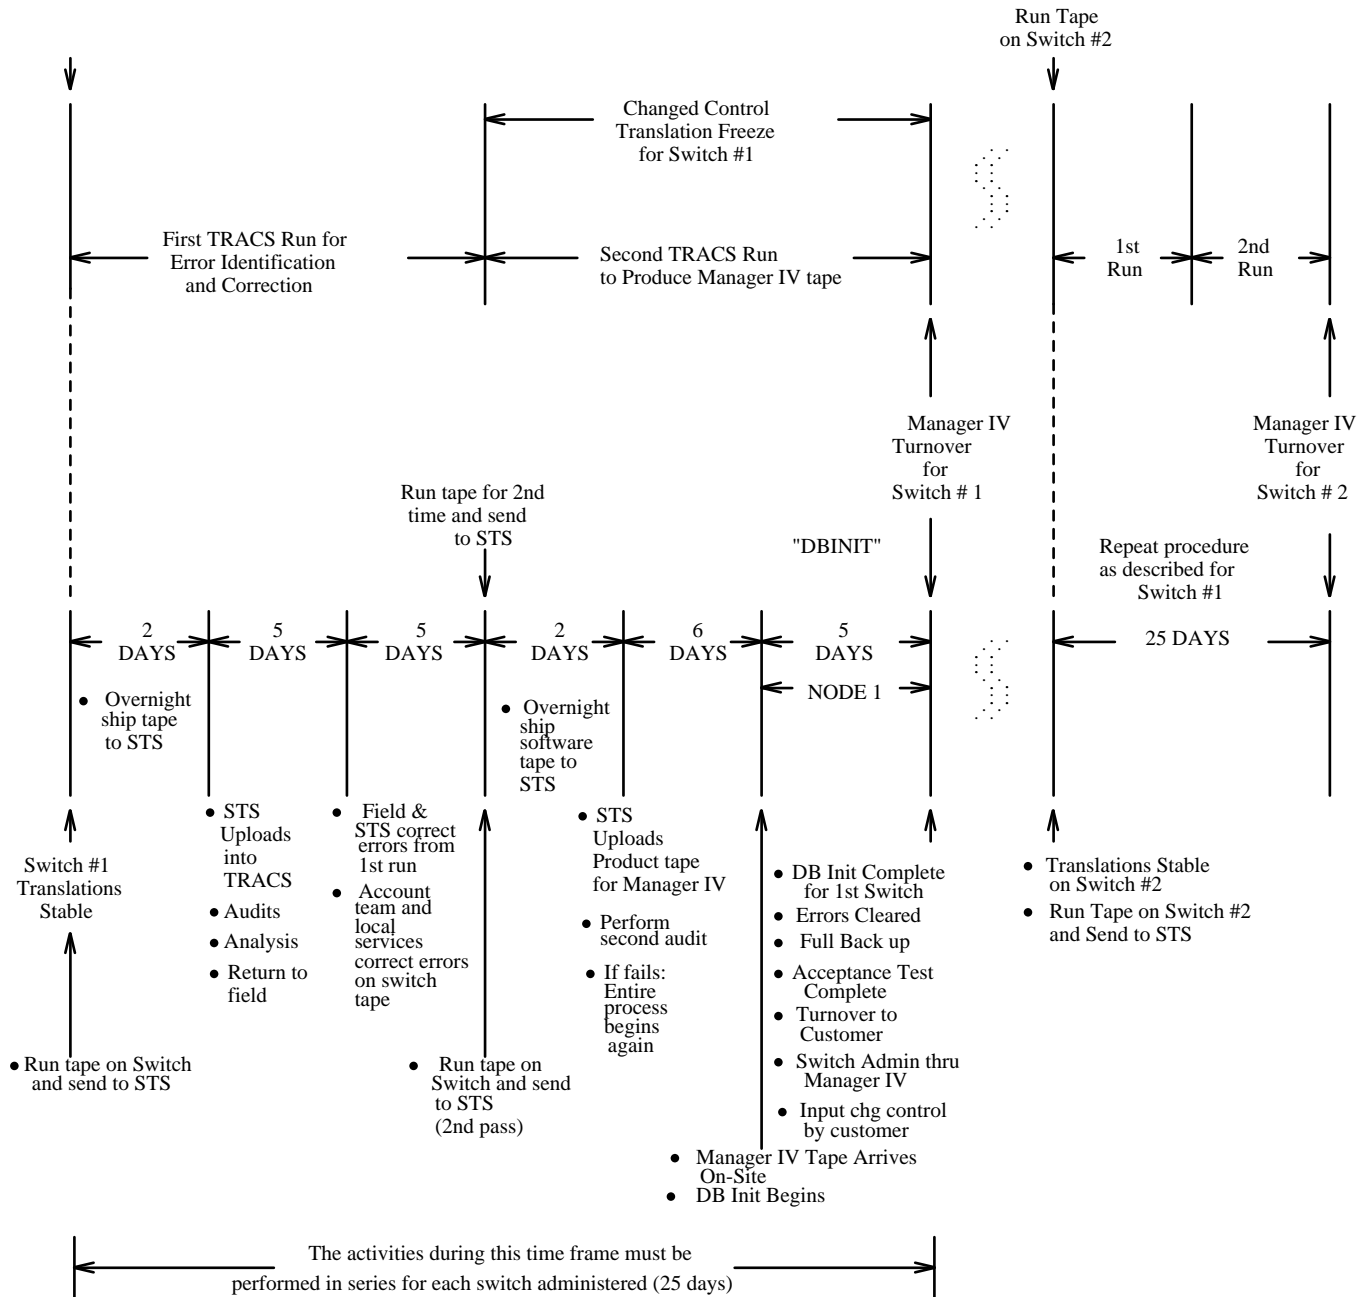 Run Tape
on Switch #2
Changed Control
Translation Freeze
for Switch #1
First TRACS Run for
Error Identification
and Correction
Second TRACS Run
to Produce Manager IV tape
1st
Run
2nd
Run
Manager IV
Turnover
for
Switch # 1
Manager IV
Turnover
for
Switch # 2
Run tape for 2nd
time and send
to STS
"DBINIT"
Repeat procedure
as described for
Switch #1
2
DAYS
5
DAYS
5
DAYS
2
DAYS
6
DAYS
5
DAYS
25 DAYS
NODE 1
• Overnight
ship tape
to STS
• Overnight
ship
software
tape to
STS
Switch #1
Translations
Stable
• STS
Uploads
into
TRACS
• Audits
• Analysis
• Return to
field
• Field &
STS correct
errors from
1st run
• Account
team and
local
services
correct errors
on switch
tape
• STS
Uploads
Product tape
for Manager IV
• Perform
second audit
• If fails:
Entire
process
begins
again
• DB Init Complete
for 1st Switch
• Errors Cleared
• Full Back up
• Acceptance Test
Complete
• Turnover to
Customer
• Switch Admin thru
Manager IV
• Input chg control
by customer
• Translations Stable
on Switch #2
• Run Tape on Switch #2
and Send to STS
• Run tape on Switch
and send to STS
• Run tape on
Switch and send
to STS
(2nd pass)
• Manager IV Tape Arrives
On-Site
• DB Init Begins
The activities during this time frame must be
performed in series for each switch administered (25 days)